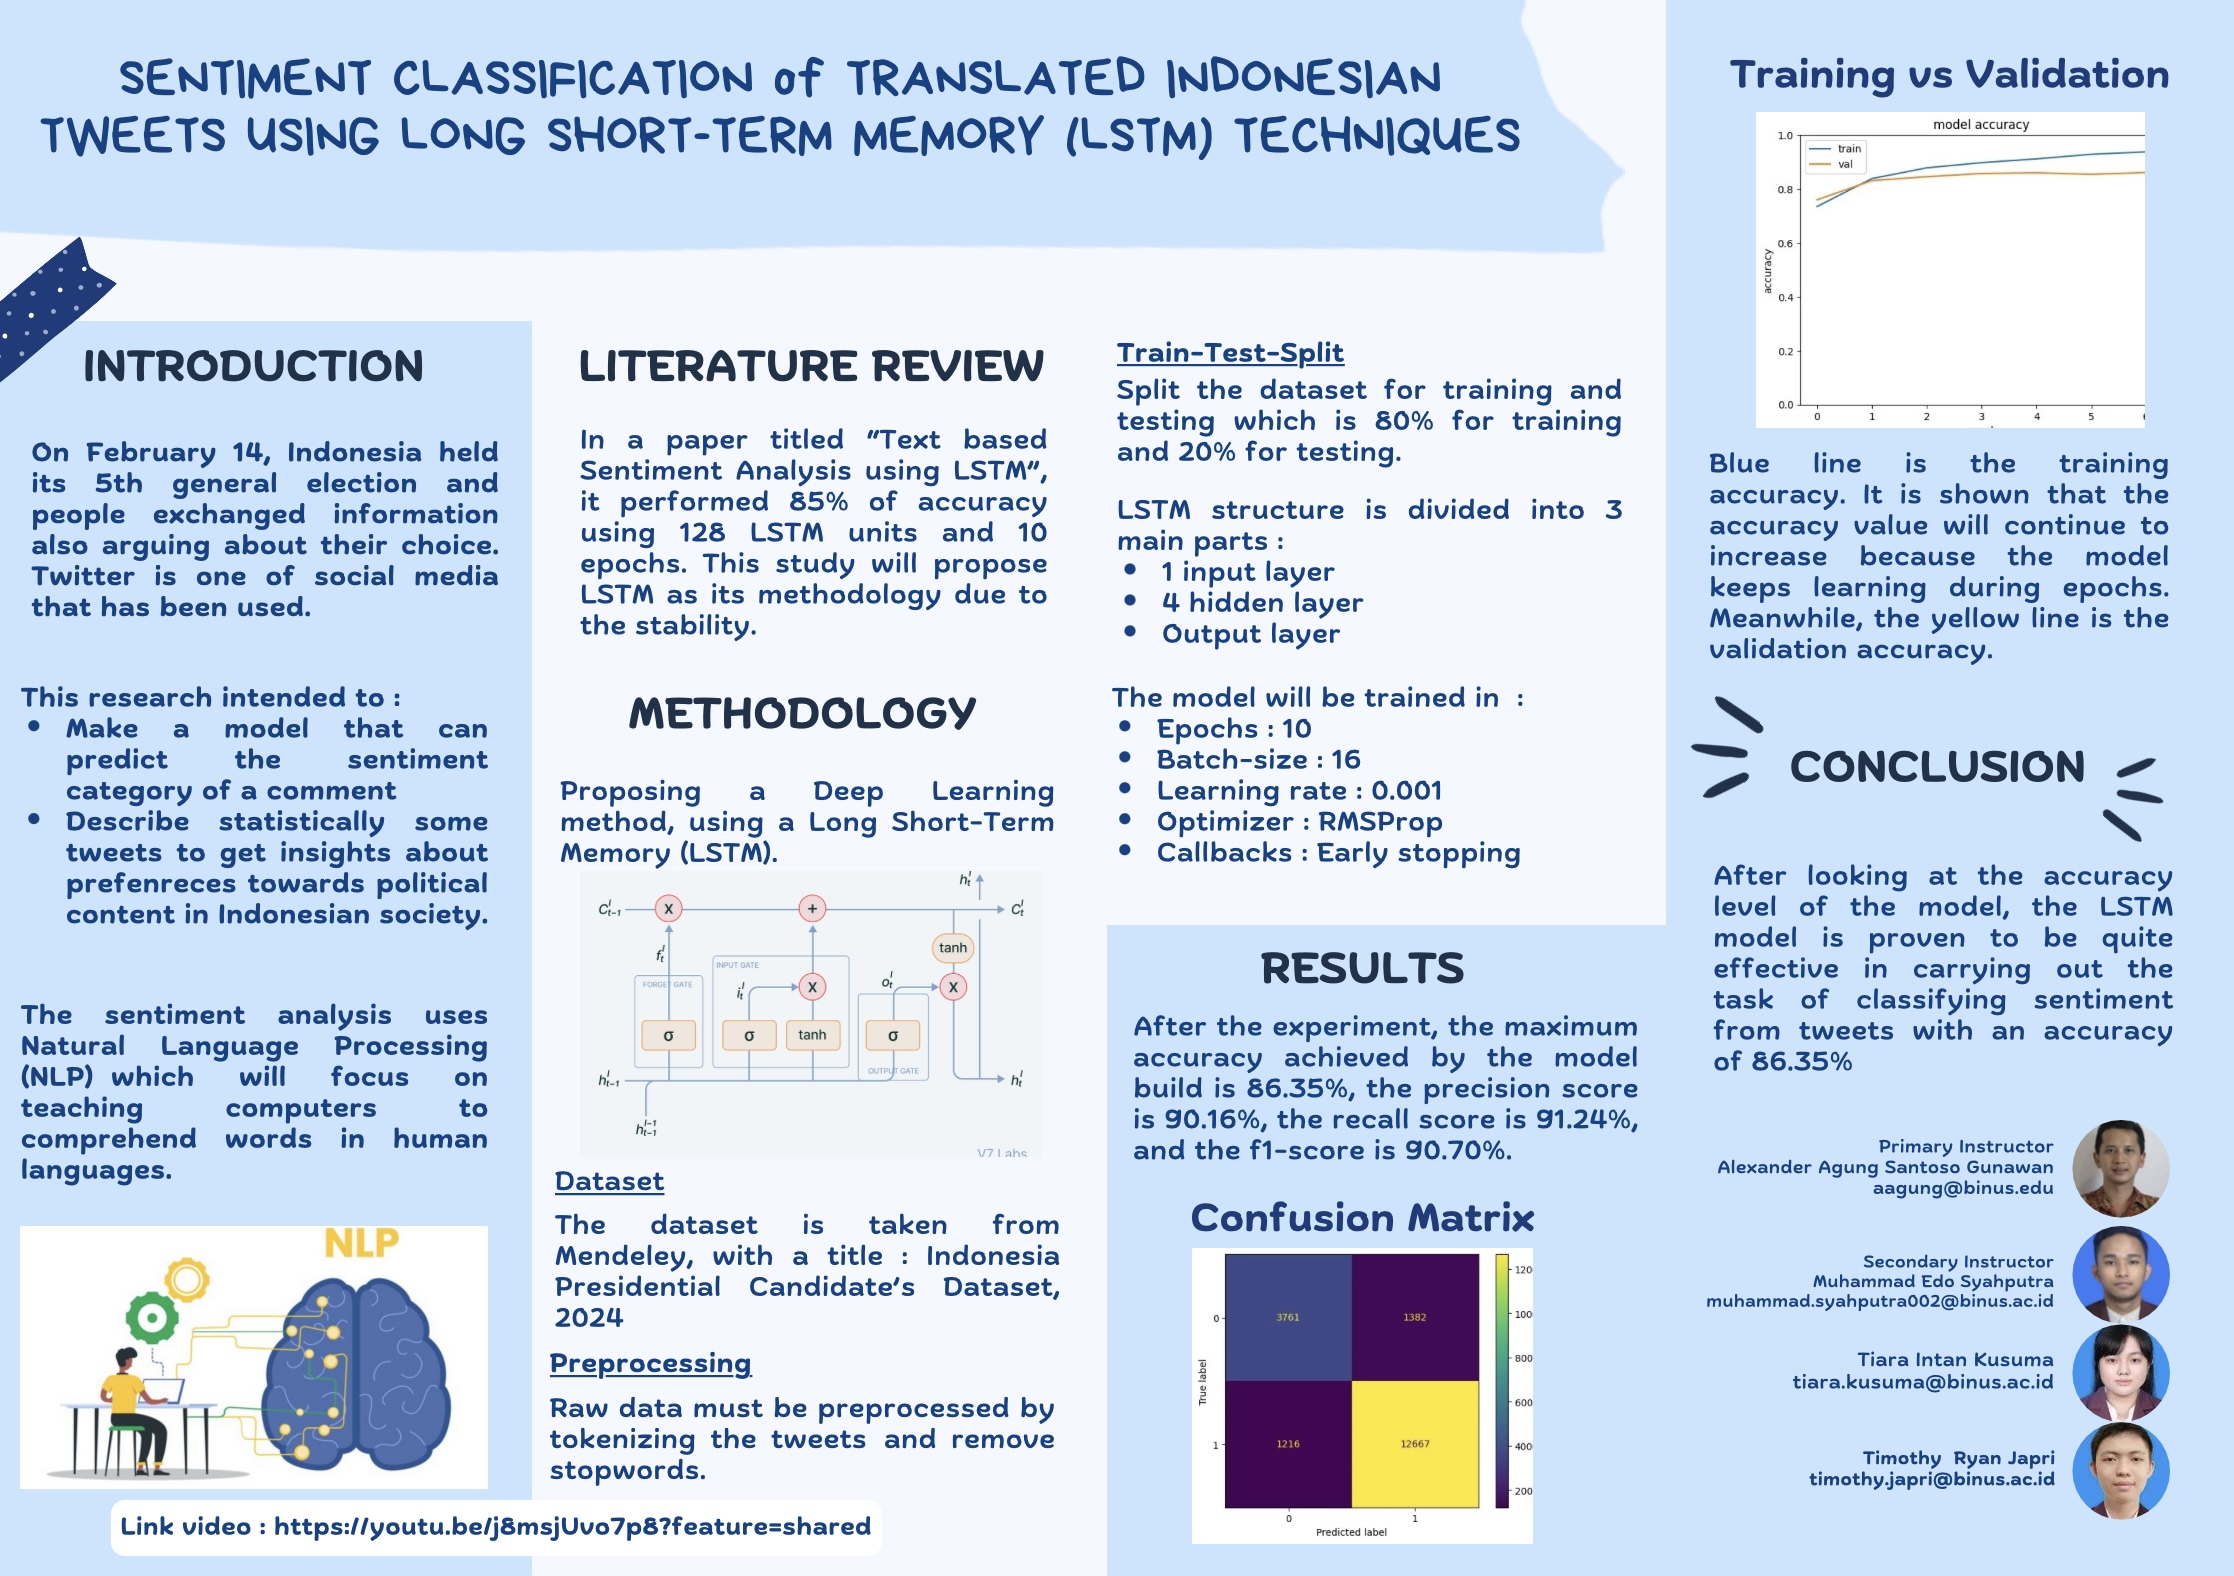 SENTIMENT CLASSIFICATION of TRANSLATED INDONESIAN
TWEETS USING LONG SHORT-TERM MEMORY (LSTM) TECHNIQUES
INTRODUCTION
On February 14, Indonesia held
its 5th general election and
people exchanged information
also arguing about their choice.
Twitter is one of social media
that has been used.
This research intended to :
• Make a model that can
predict the sentiment
category of a comment
• Describe statistically some
tweets to get insights about
prefenreces towards political
content in Indonesian society.
The sentiment analysis uses
Natural Language Processing
(NLP) which will focus on
teaching computers to
comprehend words in human
languages.
NLP
Link video : https://youtu.be/j8msjUvo7p8?feature=shared
LITERATURE REVIEW
In a paper titled "Text based
Sentiment Analysis using LSTM",
it performed 85% of accuracy
using 128 LSTM units and 10
epochs. This study will propose
LSTM as its methodology due to
the stability.
METHODOLOGY
Proposing a Deep Learning
method, using a Long Short-Term
Memory (LSTM).
h^l_t
C^l_{t-1} X + C^l_t
tanh
f^l_t
INPUT GATE
FORGET GATE
i^l_t X o^l_t X
σ σ tanh σ
OUTPUT GATE
h^l_{t-1} h^l_t
h^{l-1}_{t-1}
V7 Labs
Dataset
The dataset is taken from
Mendeley, with a title : Indonesia
Presidential Candidate's Dataset,
2024
Preprocessing
Raw data must be preprocessed by
tokenizing the tweets and remove
stopwords.
Train-Test-Split
Split the dataset for training and
testing which is 80% for training
and 20% for testing.
LSTM structure is divided into 3
main parts :
• 1 input layer
• 4 hidden layer
• Output layer
The model will be trained in :
• Epochs : 10
• Batch-size : 16
• Learning rate : 0.001
• Optimizer : RMSProp
• Callbacks : Early stopping
RESULTS
After the experiment, the maximum
accuracy achieved by the model
build is 86.35%, the precision score
is 90.16%, the recall score is 91.24%,
and the f1-score is 90.70%.
Confusion Matrix
True label
0
1
3761 1382
1216 12667
0 1
Predicted label
120
100
800
600
400
200
Training vs Validation
model accuracy
train
val
accuracy
1.0
0.8
0.6
0.4
0.2
0.0
0 1 2 3 4 5
Blue line is the training
accuracy. It is shown that the
accuracy value will continue to
increase because the model
keeps learning during epochs.
Meanwhile, the yellow line is the
validation accuracy.
CONCLUSION
After looking at the accuracy
level of the model, the LSTM
model is proven to be quite
effective in carrying out the
task of classifying sentiment
from tweets with an accuracy
of 86.35%
Primary Instructor
Alexander Agung Santoso Gunawan
aagung@binus.edu
Secondary Instructor
Muhammad Edo Syahputra
muhammad.syahputra002@binus.ac.id
Tiara Intan Kusuma
tiara.kusuma@binus.ac.id
Timothy Ryan Japri
timothy.japri@binus.ac.id